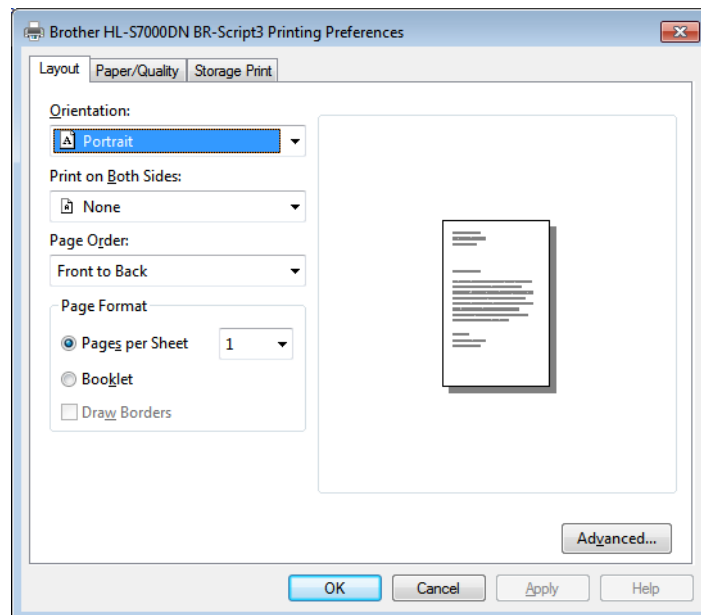 Brother HL-S7000DN BR-Script3 Printing Preferences
Layout Paper/Quality Storage Print
Orientation:
A Portrait
Print on Both Sides:
A None
Page Order:
Front to Back
Page Format
Pages per Sheet 1
Booklet
Draw Borders
Advanced...
OK Cancel Apply Help